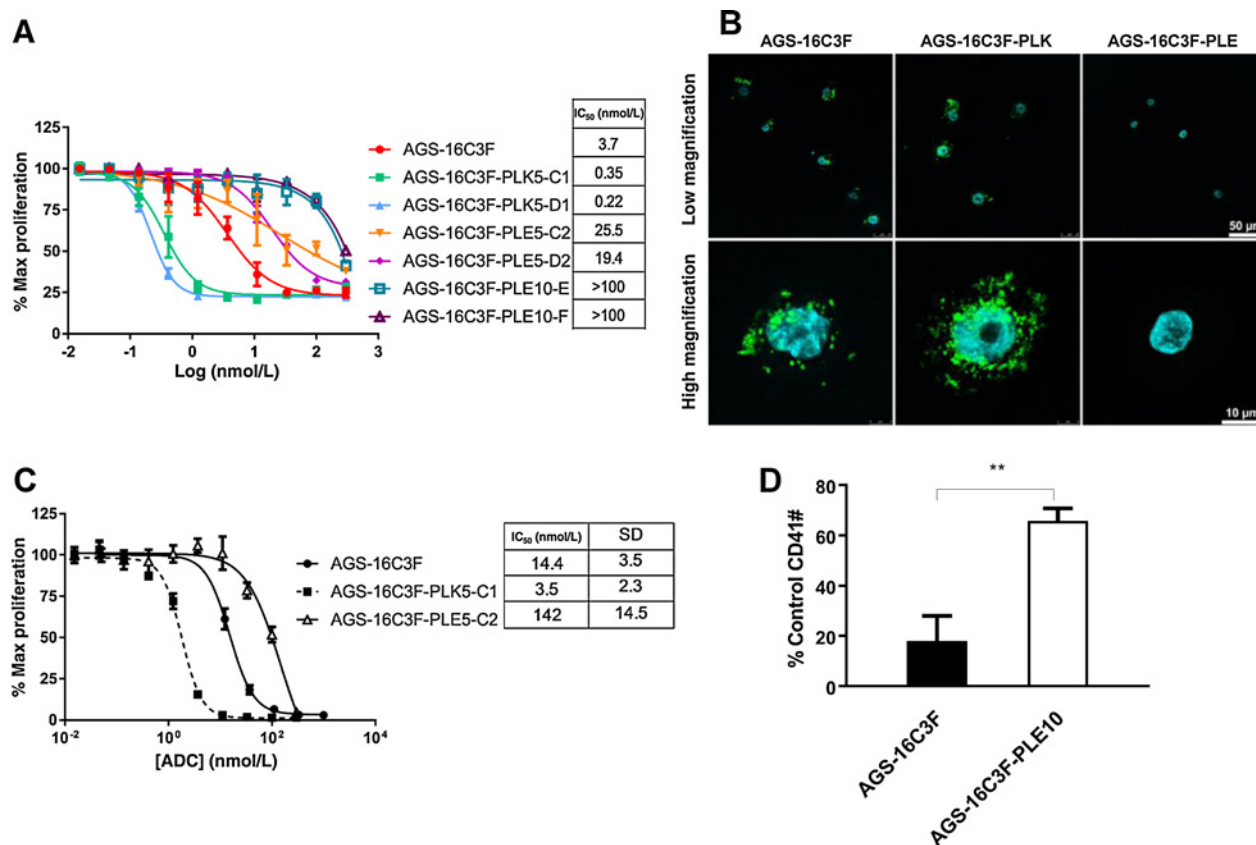 A
IC50 (nmol/L)
AGS-16C3F 3.7
AGS-16C3F-PLK5-C1 0.35
AGS-16C3F-PLK5-D1 0.22
AGS-16C3F-PLE5-C2 25.5
AGS-16C3F-PLE5-D2 19.4
AGS-16C3F-PLE10-E >100
AGS-16C3F-PLE10-F >100
% Max proliferation
125
100
75
50
25
0
-2 -1 0 1 2 3
Log (nmol/L)
B
AGS-16C3F AGS-16C3F-PLK AGS-16C3F-PLE
Low magnification
50 µm
High magnification
10 µm
C
% Max proliferation
125
100
75
50
25
0
10-2 100 102 104
[ADC] (nmol/L)
IC50 (nmol/L) SD
AGS-16C3F 14.4 3.5
AGS-16C3F-PLK5-C1 3.5 2.3
AGS-16C3F-PLE5-C2 142 14.5
D
**
% Control CD41#
80
60
40
20
0
AGS-16C3F
AGS-16C3F-PLE10